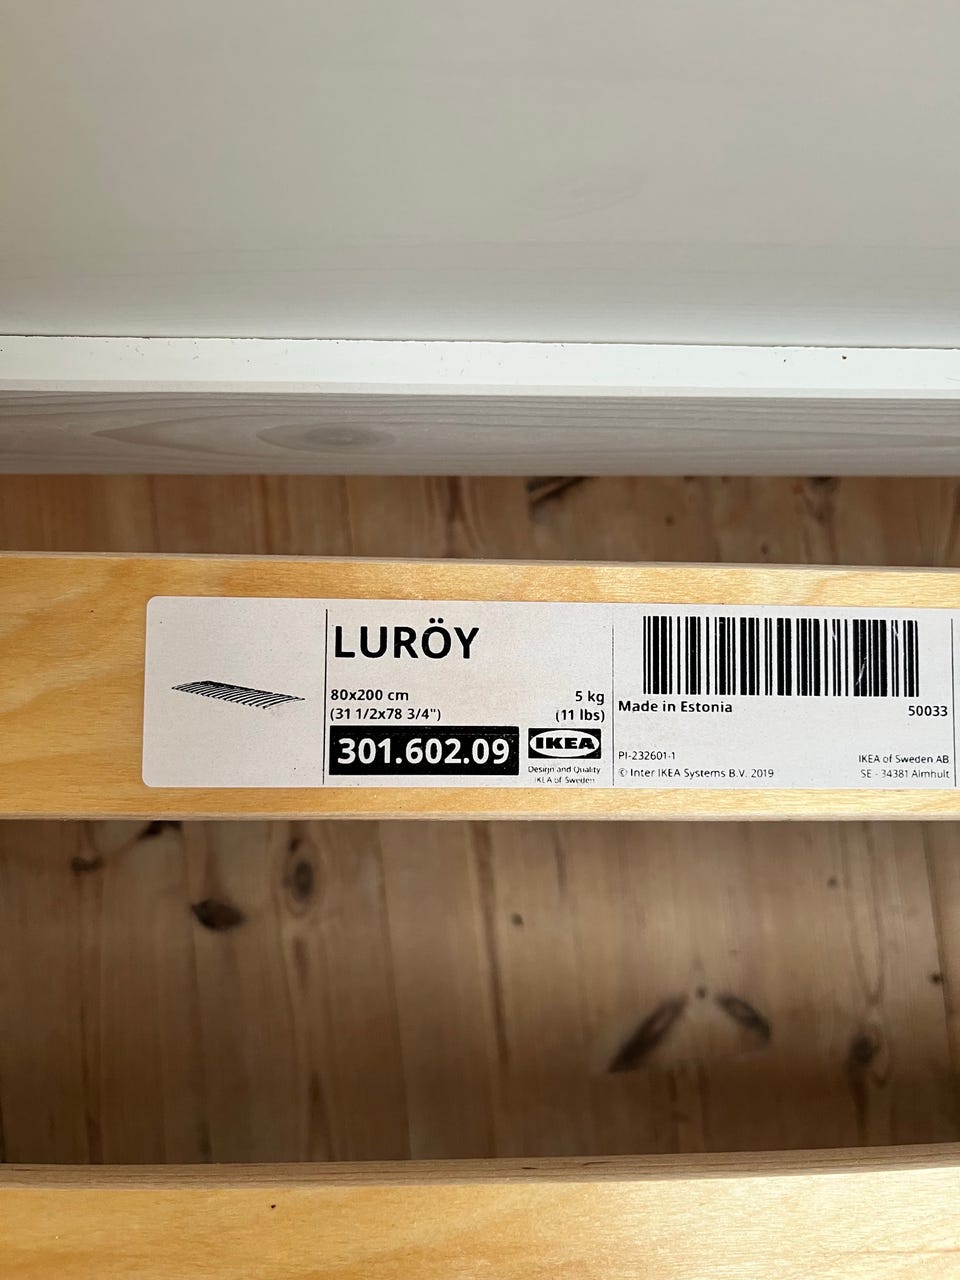 LURÖY
80x200 cm
(31 1/2x78 3/4")
5 kg
(11 lbs)
301.602.09
IKEA
Design and Quality
IKEA of Sweden
Made in Estonia
50033
PI-232601-1
© Inter IKEA Systems B.V. 2019
IKEA of Sweden AB
SE - 34381 Älmhult